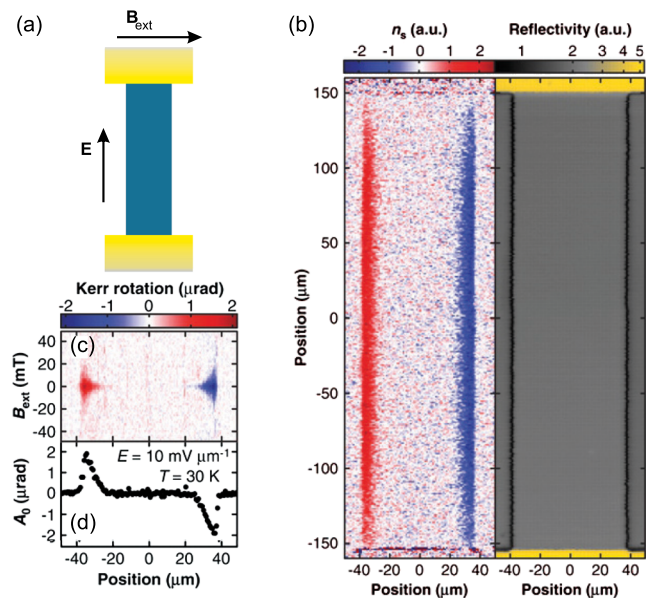 (a)
B_ext
E
(b)
n_s (a.u.)
-2 -1 0 1 2
Reflectivity (a.u.)
1 2 3 4 5
150
100
50
0
-50
-100
-150
Position (μm)
-40 -20 0 20 40
Position (μm)
-40 -20 0 20 40
Position (μm)
Kerr rotation (μrad)
-2 -1 0 1 2
(c)
40
20
0
-20
-40
B_ext (mT)
E = 10 mV μm⁻¹
T = 30 K
2
1
0
-1
-2
A_0 (μrad)
(d)
-40 -20 0 20 40
Position (μm)